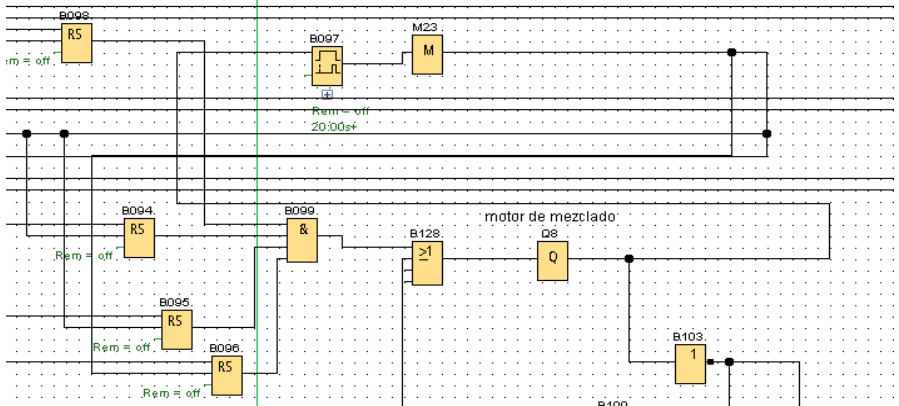 B098
RS
em = off
B097
Rem = off
20:00s+
M23
M
B094
RS
Rem = off
B099
&
B128
≥1
motor de mezclado
Q8
Q
B095
RS
Rem = off
B096
RS
Rem = off
B103
1